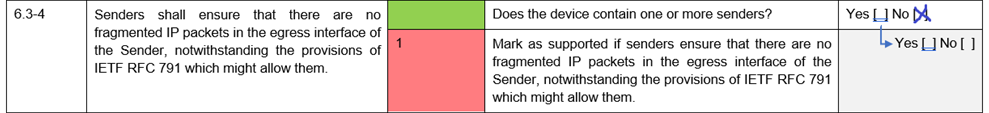 6.3-4
Senders shall ensure that there are no
fragmented IP packets in the egress interface of
the Sender, notwithstanding the provisions of
IETF RFC 791 which might allow them.
Does the device contain one or more senders?
Yes [ ] No [X]
1
Mark as supported if senders ensure that there are no
fragmented IP packets in the egress interface of the
Sender, notwithstanding the provisions of IETF RFC 791
which might allow them.
Yes [ ] No [ ]